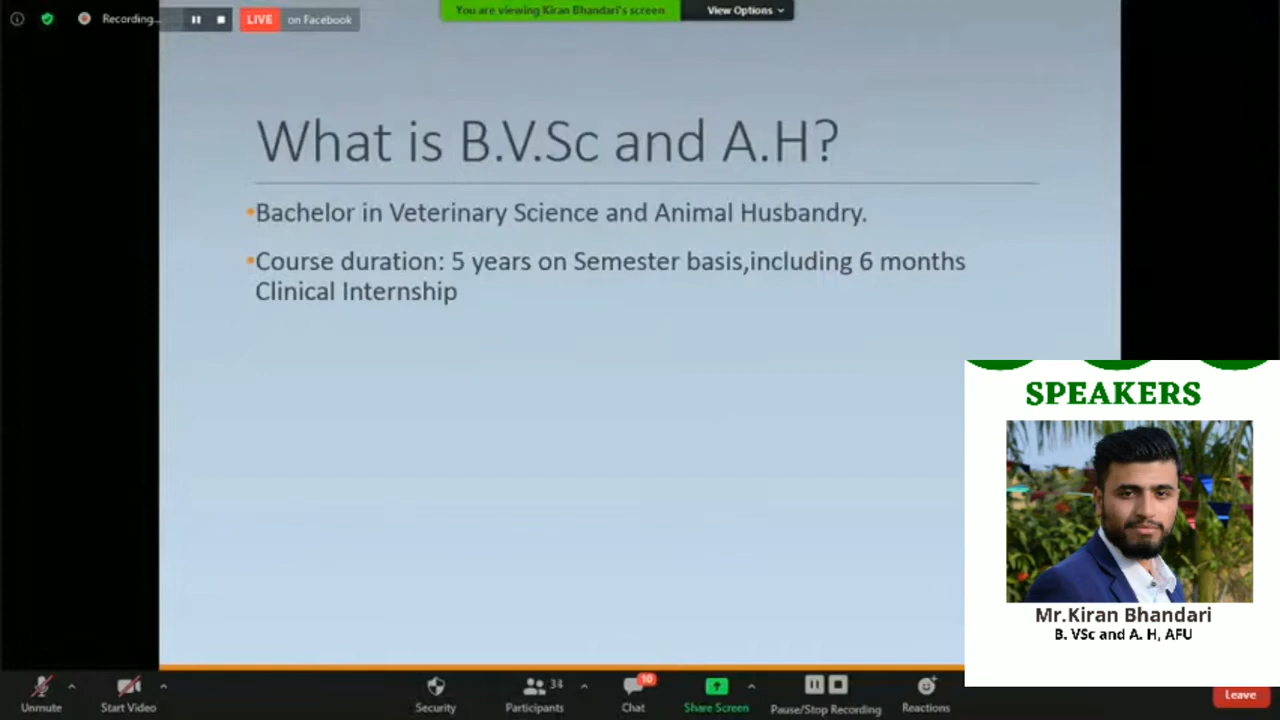 Recording...
LIVE on Facebook
You are viewing Kiran Bhandari's screen
View Options
What is B.V.Sc and A.H?
•Bachelor in Veterinary Science and Animal Husbandry.
•Course duration: 5 years on Semester basis,including 6 months
Clinical Internship
SPEAKERS
Mr.Kiran Bhandari
B. VSc and A. H, AFU
Unmute
Start Video
Security
Participants
34
Chat
10
Share Screen
Pause/Stop Recording
Reactions
Leave